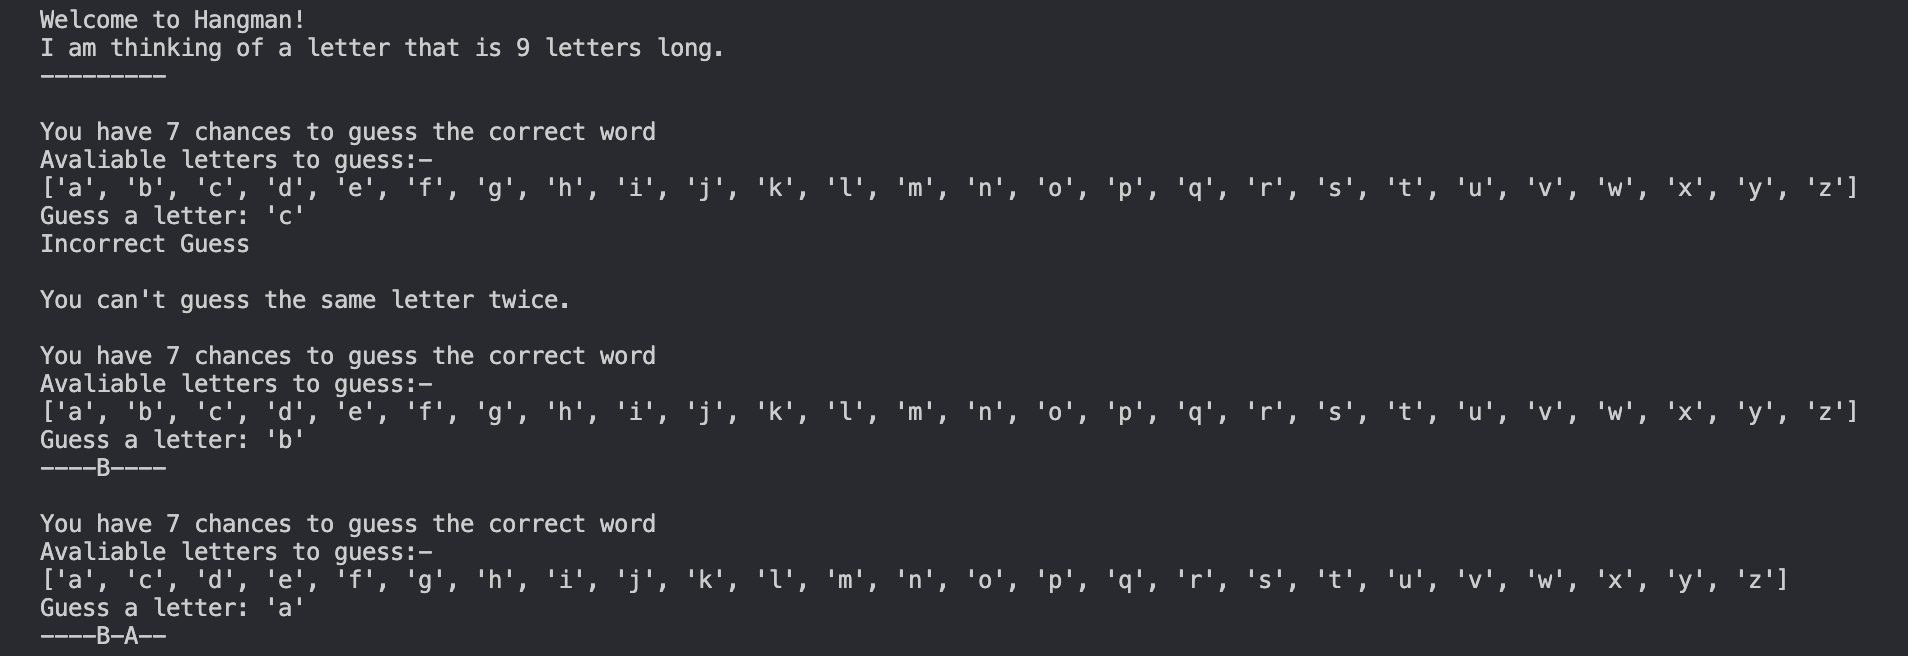 Welcome to Hangman!
I am thinking of a letter that is 9 letters long.
---------
You have 7 chances to guess the correct word
Avaliable letters to guess:-
['a', 'b', 'c', 'd', 'e', 'f', 'g', 'h', 'i', 'j', 'k', 'l', 'm', 'n', 'o', 'p', 'q', 'r', 's', 't', 'u', 'v', 'w', 'x', 'y', 'z']
Guess a letter: 'c'
Incorrect Guess
You can't guess the same letter twice.
You have 7 chances to guess the correct word
Avaliable letters to guess:-
['a', 'b', 'c', 'd', 'e', 'f', 'g', 'h', 'i', 'j', 'k', 'l', 'm', 'n', 'o', 'p', 'q', 'r', 's', 't', 'u', 'v', 'w', 'x', 'y', 'z']
Guess a letter: 'b'
----B----
You have 7 chances to guess the correct word
Avaliable letters to guess:-
['a', 'c', 'd', 'e', 'f', 'g', 'h', 'i', 'j', 'k', 'l', 'm', 'n', 'o', 'p', 'q', 'r', 's', 't', 'u', 'v', 'w', 'x', 'y', 'z']
Guess a letter: 'a'
----B-A--